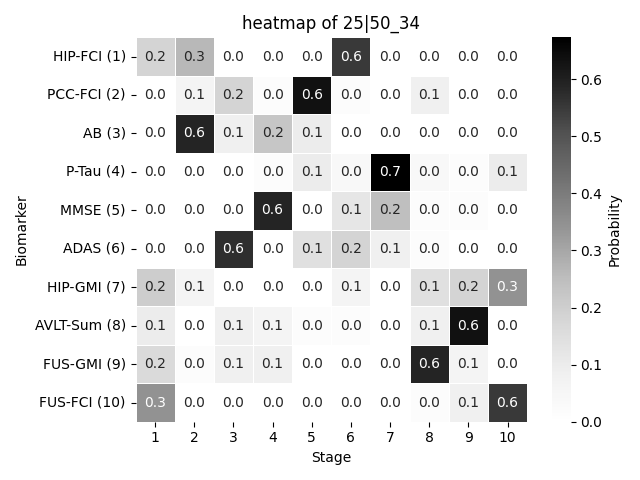 heatmap of 25|50_34
HIP-FCI (1) 0.2 0.3 0.0 0.0 0.0 0.6 0.0 0.0 0.0 0.0
PCC-FCI (2) 0.0 0.1 0.2 0.0 0.6 0.0 0.0 0.1 0.0 0.0
AB (3) 0.0 0.6 0.1 0.2 0.1 0.0 0.0 0.0 0.0 0.0
P-Tau (4) 0.0 0.0 0.0 0.0 0.1 0.0 0.7 0.0 0.0 0.1
MMSE (5) 0.0 0.0 0.0 0.6 0.0 0.1 0.2 0.0 0.0 0.0
ADAS (6) 0.0 0.0 0.6 0.0 0.1 0.2 0.1 0.0 0.0 0.0
HIP-GMI (7) 0.2 0.1 0.0 0.0 0.0 0.1 0.0 0.1 0.2 0.3
AVLT-Sum (8) 0.1 0.0 0.1 0.1 0.0 0.0 0.0 0.1 0.6 0.0
FUS-GMI (9) 0.2 0.0 0.1 0.1 0.0 0.0 0.0 0.6 0.1 0.0
FUS-FCI (10) 0.3 0.0 0.0 0.0 0.0 0.0 0.0 0.0 0.1 0.6
1 2 3 4 5 6 7 8 9 10
Stage
Biomarker
0.6
0.5
0.4
0.3
0.2
0.1
0.0
Probability